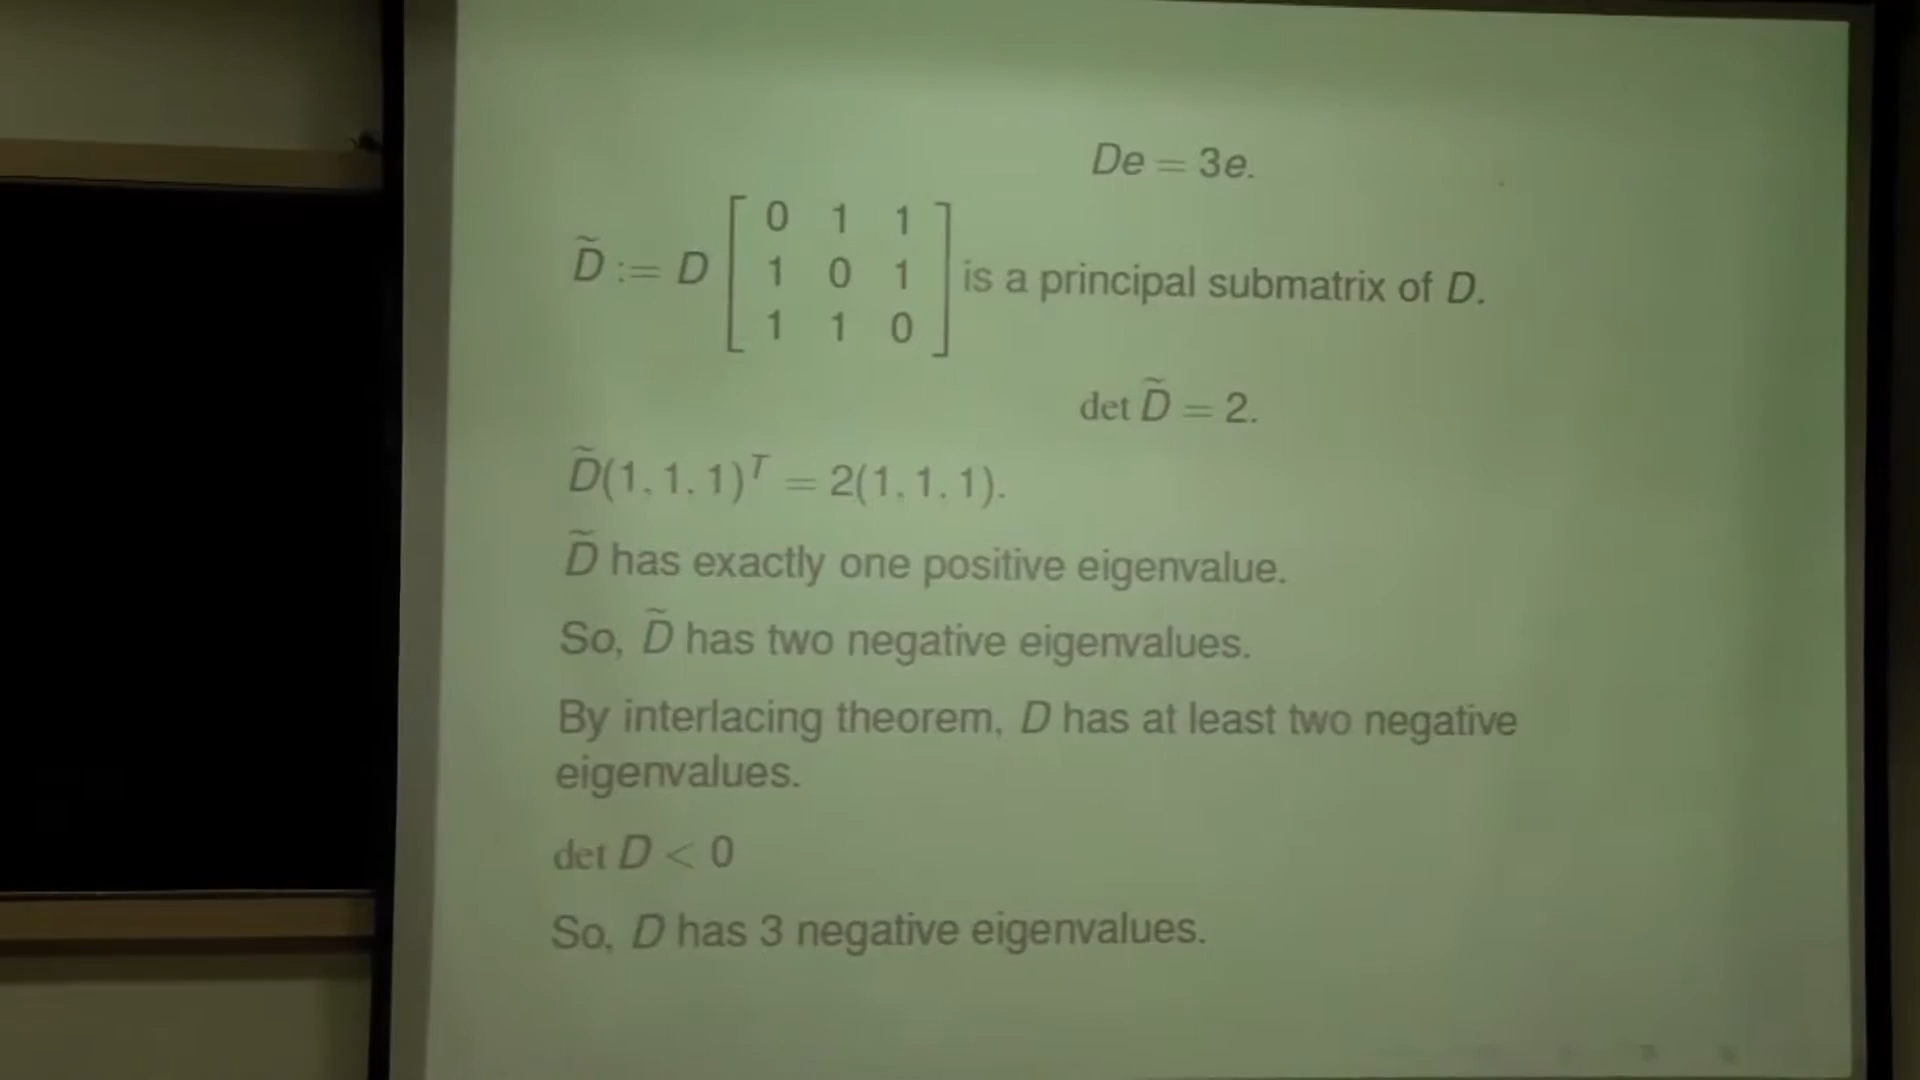 De = 3e.
D̃ := D [ 0 1 1
1 0 1
1 1 0 ] is a principal submatrix of D.
det D̃ = 2.
D̃(1, 1, 1)ᵀ = 2(1, 1, 1).
D̃ has exactly one positive eigenvalue.
So, D̃ has two negative eigenvalues.
By interlacing theorem, D has at least two negative
eigenvalues.
det D < 0
So, D has 3 negative eigenvalues.